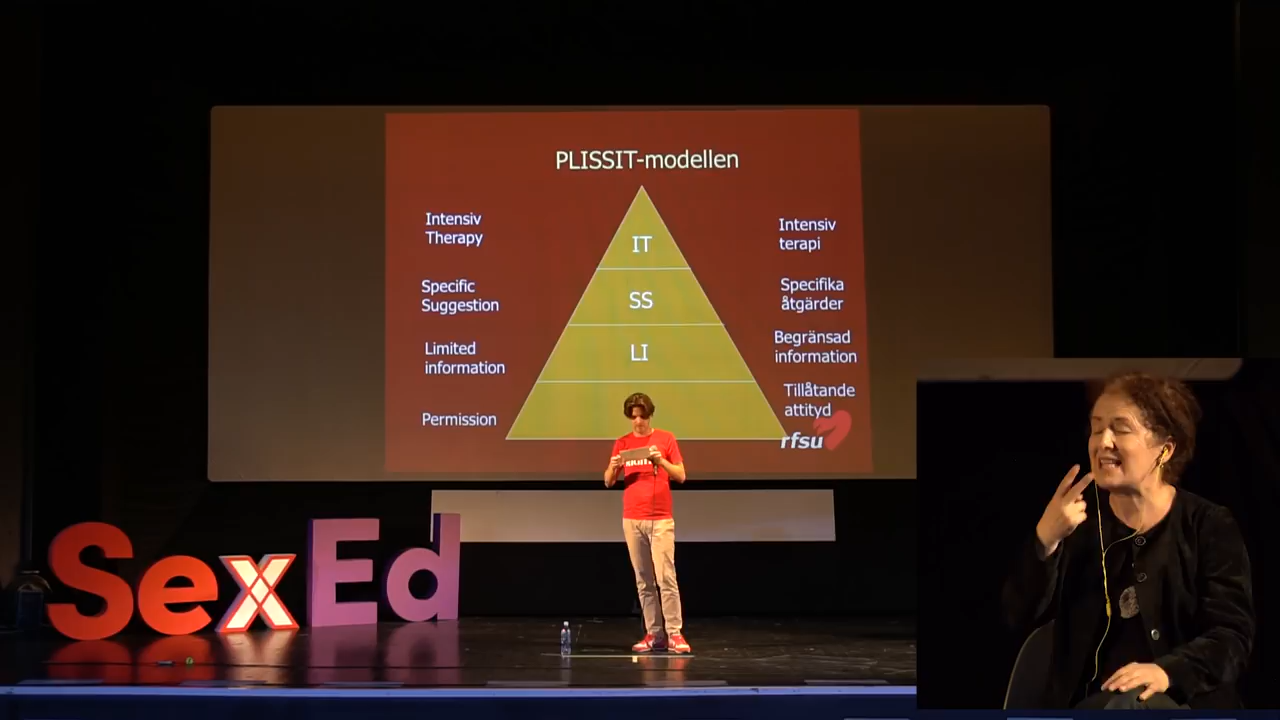 PLISSIT-modellen
Intensiv
Therapy
IT
Intensiv
terapi
Specific
Suggestion
SS
Specifika
åtgärder
Limited
information
LI
Begränsad
information
Permission
Tillåtande
attityd
rfsu
SexEd